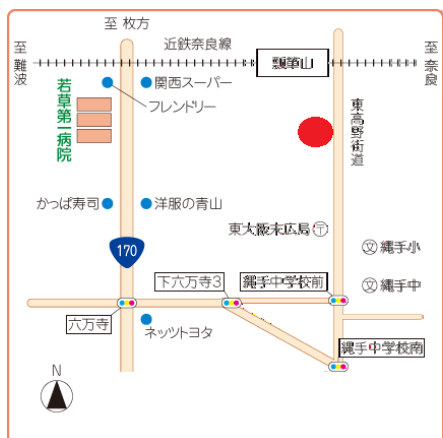 至 枚方
近鉄奈良線
至 難波
瓢箪山
至 奈良
関西スーパー
フレンドリー
若草第一病院
東高野街道
かっぱ寿司
洋服の青山
東大阪末広局 〒
170
文 縄手小
下六万寺3
縄手中学校前
文 縄手中
六万寺
ネッツトヨタ
縄手中学校南
N